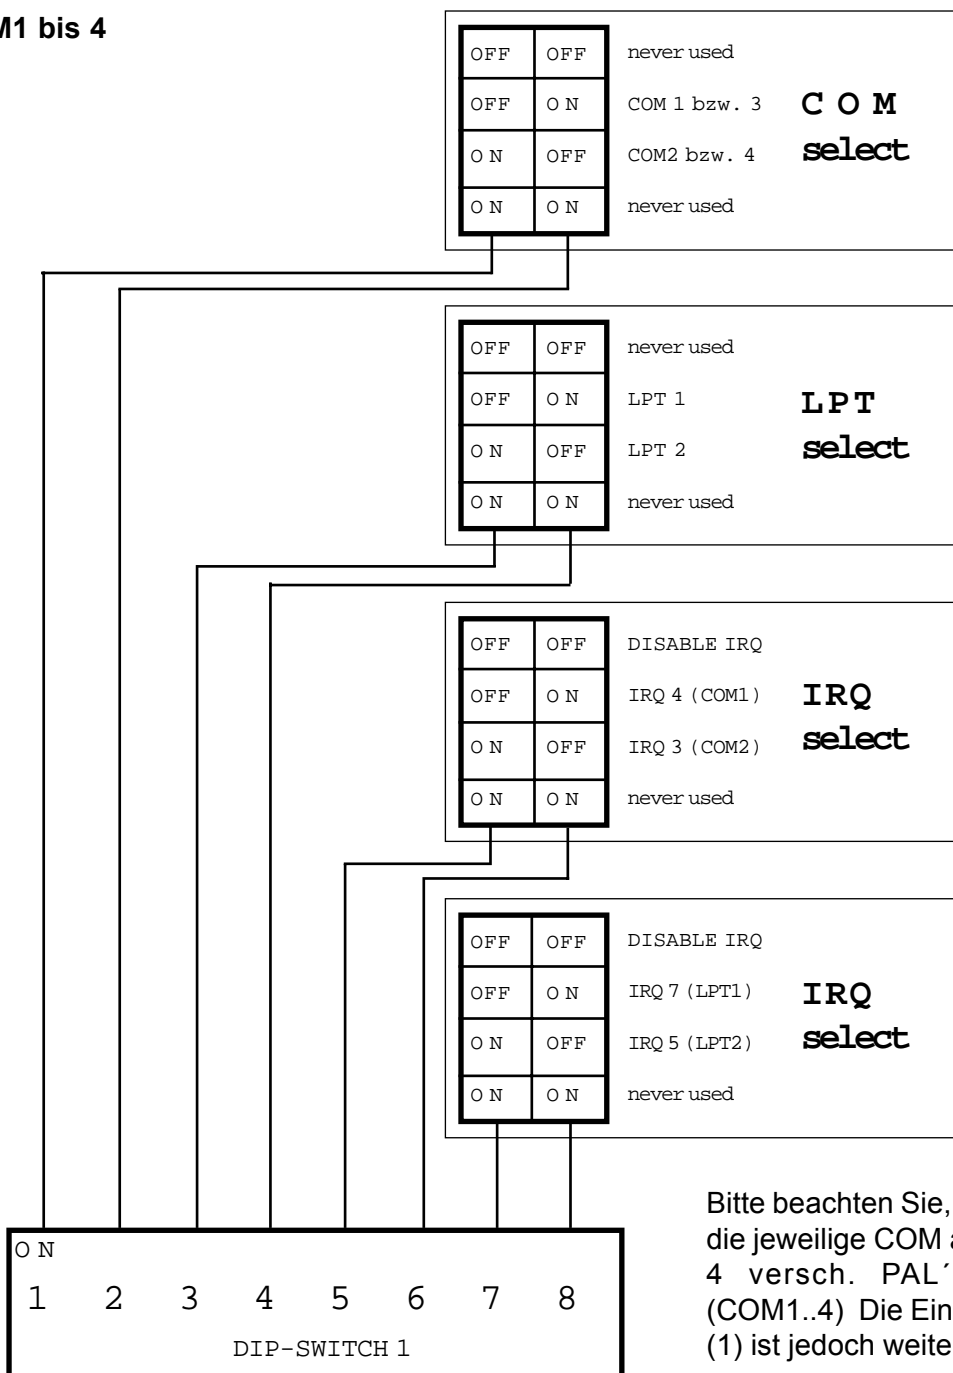 M1 bis 4
OFF OFF never used
OFF ON COM 1 bzw. 3 COM
ON OFF COM2 bzw. 4 select
ON ON never used
OFF OFF never used
OFF ON LPT 1 LPT
ON OFF LPT 2 select
ON ON never used
OFF OFF DISABLE IRQ
OFF ON IRQ 4 (COM1) IRQ
ON OFF IRQ 3 (COM2) select
ON ON never used
OFF OFF DISABLE IRQ
OFF ON IRQ 7 (LPT1) IRQ
ON OFF IRQ 5 (LPT2) select
ON ON never used
ON
1 2 3 4 5 6 7 8
DIP-SWITCH 1
Bitte beachten Sie,
die jeweilige COM
4 versch. PAL´
(COM1..4) Die Ein
(1) ist jedoch weite